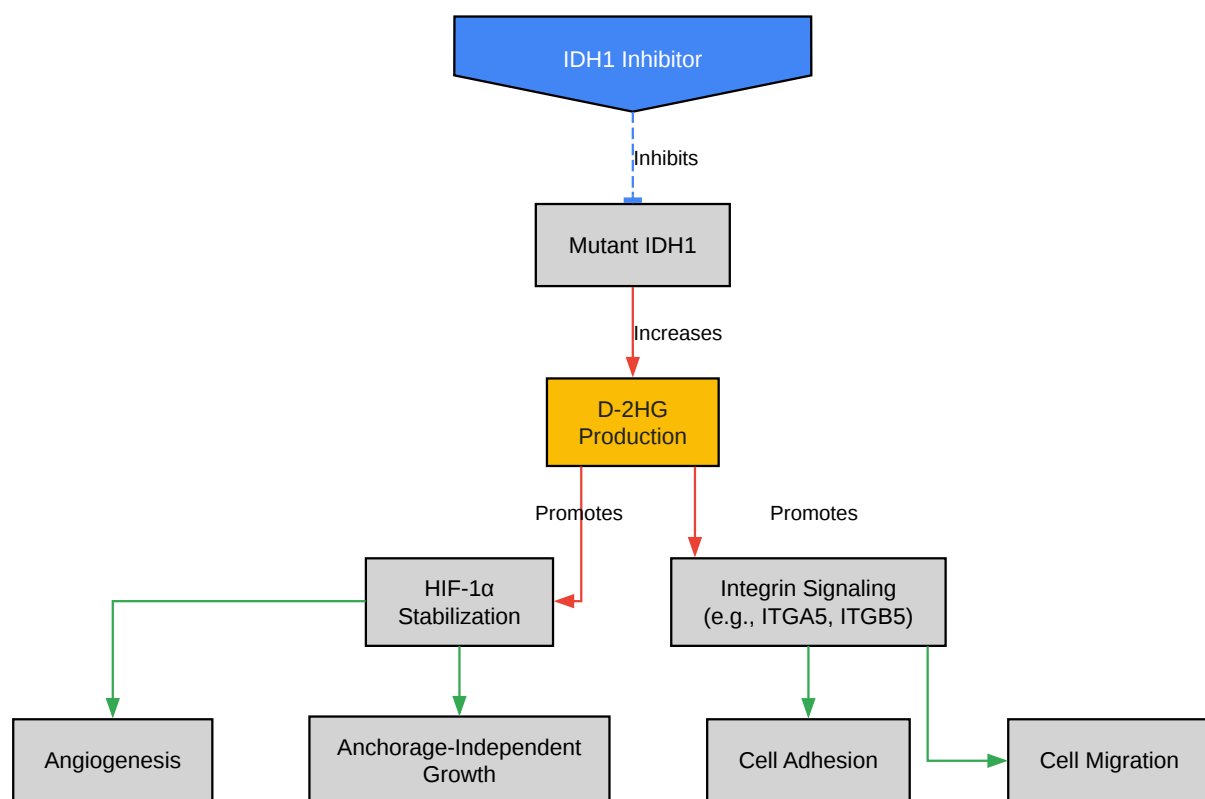 IDH1 Inhibitor
Inhibits
Mutant IDH1
Increases
D-2HG
Production
Promotes
Promotes
HIF-1α
Stabilization
Integrin Signaling
(e.g., ITGA5, ITGB5)
Angiogenesis
Anchorage-Independent
Growth
Cell Adhesion
Cell Migration